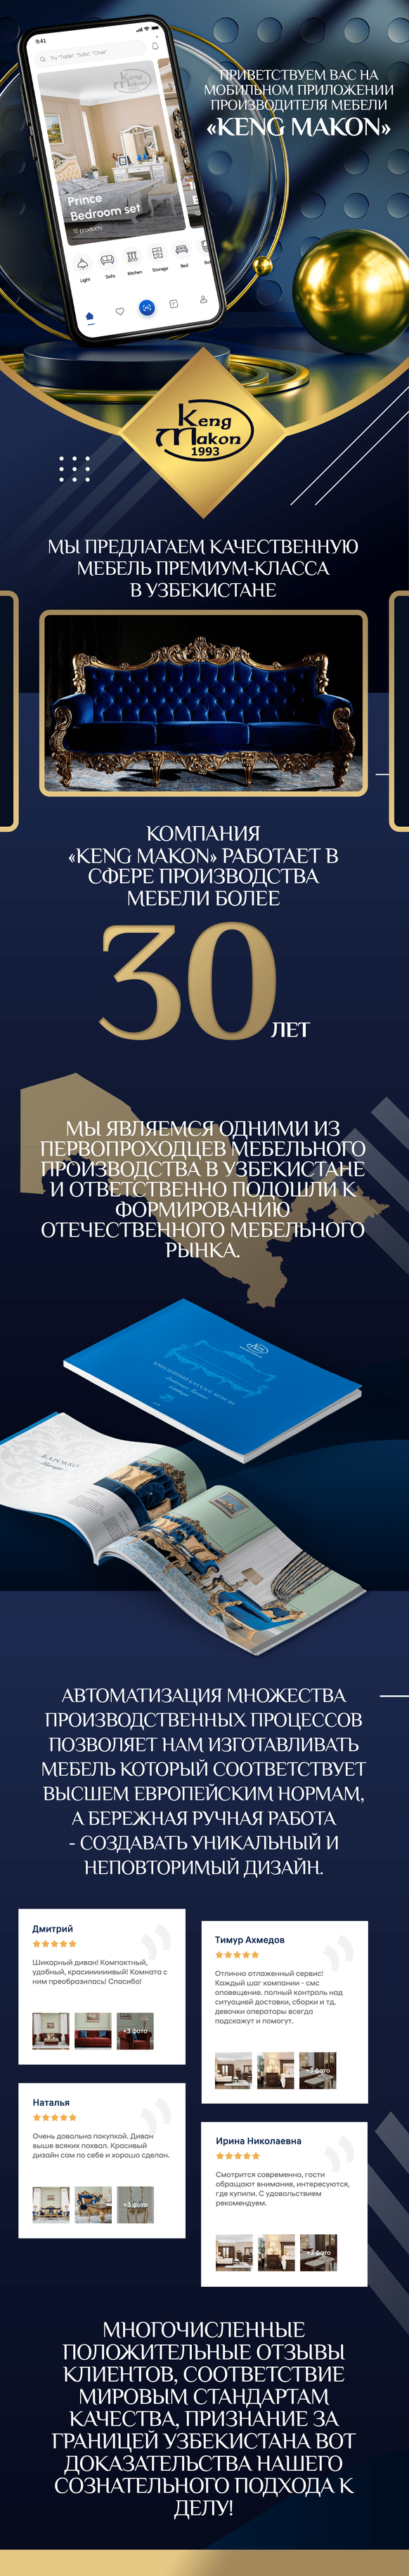 9:41
Try "Table", "Sofa", "Chair"
Keng
Makon
1993
Prince
Bedroom set
15 products
Light
Sofa
Kitchen
Storage
Bed
ПРИВЕТСТВУЕМ ВАС НА
МОБИЛЬНОМ ПРИЛОЖЕНИИ
ПРОИЗВОДИТЕЛЯ МЕБЕЛИ
«KENG MAKON»
Keng
Makon
1993
МЫ ПРЕДЛАГАЕМ КАЧЕСТВЕННУЮ
МЕБЕЛЬ ПРЕМИУМ-КЛАССА
В УЗБЕКИСТАНЕ
КОМПАНИЯ
«KENG MAKON» РАБОТАЕТ В
СФЕРЕ ПРОИЗВОДСТВА
МЕБЕЛИ БОЛЕЕ
30 ЛЕТ
МЫ ЯВЛЯЕМСЯ ОДНИМИ ИЗ
ПЕРВОПРОХОДЦЕВ МЕБЕЛЬНОГО
ПРОИЗВОДСТВА В УЗБЕКИСТАНЕ
И ОТВЕТСТВЕННО ПОДОШЛИ К
ФОРМИРОВАНИЮ
ОТЕЧЕСТВЕННОГО МЕБЕЛЬНОГО
РЫНКА.
БАРОККО
АВТОМАТИЗАЦИЯ МНОЖЕСТВА
ПРОИЗВОДСТВЕННЫХ ПРОЦЕССОВ
ПОЗВОЛЯЕТ НАМ ИЗГОТАВЛИВАТЬ
МЕБЕЛЬ КОТОРЫЙ СООТВЕТСТВУЕТ
ВЫСШЕМ ЕВРОПЕЙСКИМ НОРМАМ,
А БЕРЕЖНАЯ РУЧНАЯ РАБОТА
- СОЗДАВАТЬ УНИКАЛЬНЫЙ И
НЕПОВТОРИМЫЙ ДИЗАЙН.
Дмитрий
Шикарный диван! Компактный,
удобный, красиииииивый! Комната с
ним преобразилась! Спасибо!
+3 фото
Тимур Ахмедов
Отлично отлаженный сервис!
Каждый шаг компании - смс
оповещение. полный контроль над
ситуацией доставки, сборки и тд.
девочки операторы всегда
подскажут и помогут.
+3 фото
Наталья
Очень довольна покупкой. Диван
выше всяких похвал. Красивый
дизайн сам по себе и хорошо сделан.
+3 фото
Ирина Николаевна
Смотрится современно, гости
обращают внимание, интересуются,
где купили. С удовольствием
рекомендуем.
+3 фото
МНОГОЧИСЛЕННЫЕ
ПОЛОЖИТЕЛЬНЫЕ ОТЗЫВЫ
КЛИЕНТОВ, СООТВЕТСТВИЕ
МИРОВЫМ СТАНДАРТАМ
КАЧЕСТВА, ПРИЗНАНИЕ ЗА
ГРАНИЦЕЙ УЗБЕКИСТАНА ВОТ
ДОКАЗАТЕЛЬСТВА НАШЕГО
СОЗНАТЕЛЬНОГО ПОДХОДА К
ДЕЛУ!